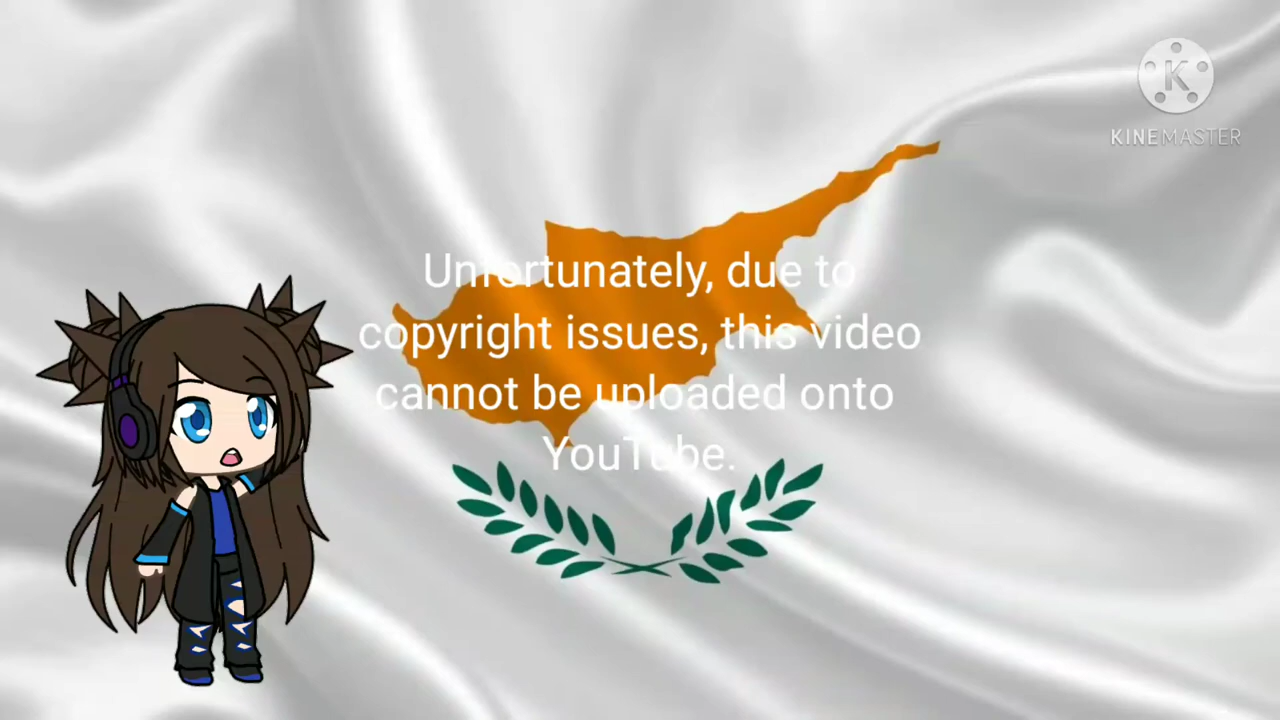 K
KINEMASTER
Unfortunately, due to
copyright issues, this video
cannot be uploaded onto
YouTube.